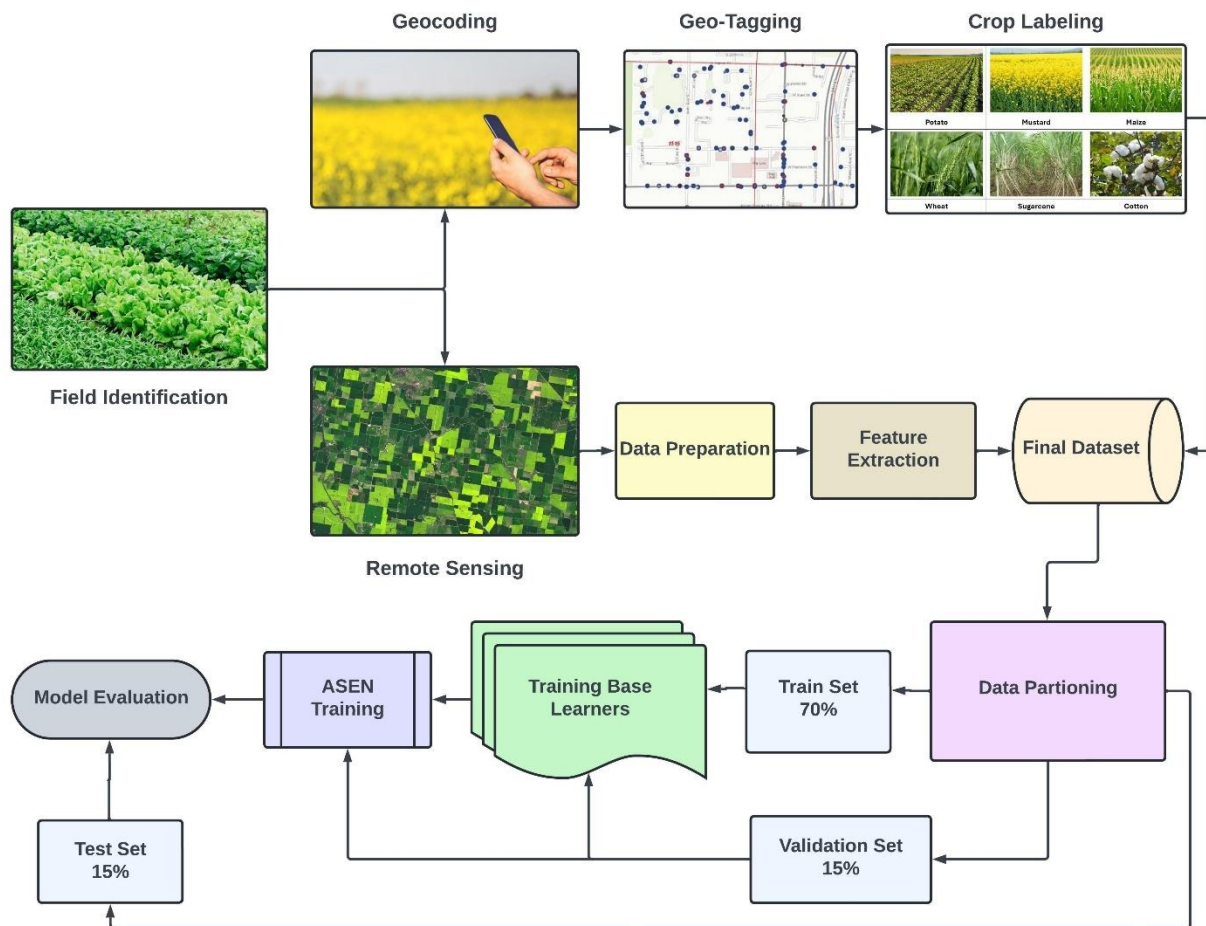 Geocoding
Geo-Tagging
Crop Labeling
Potato
Mustard
Maize
Wheat
Sugarcane
Cotton
Field Identification
Remote Sensing
Data Preparation
Feature
Extraction
Final Dataset
Model Evaluation
ASEN
Training
Training Base
Learners
Train Set
70%
Data Partioning
Test Set
15%
Validation Set
15%